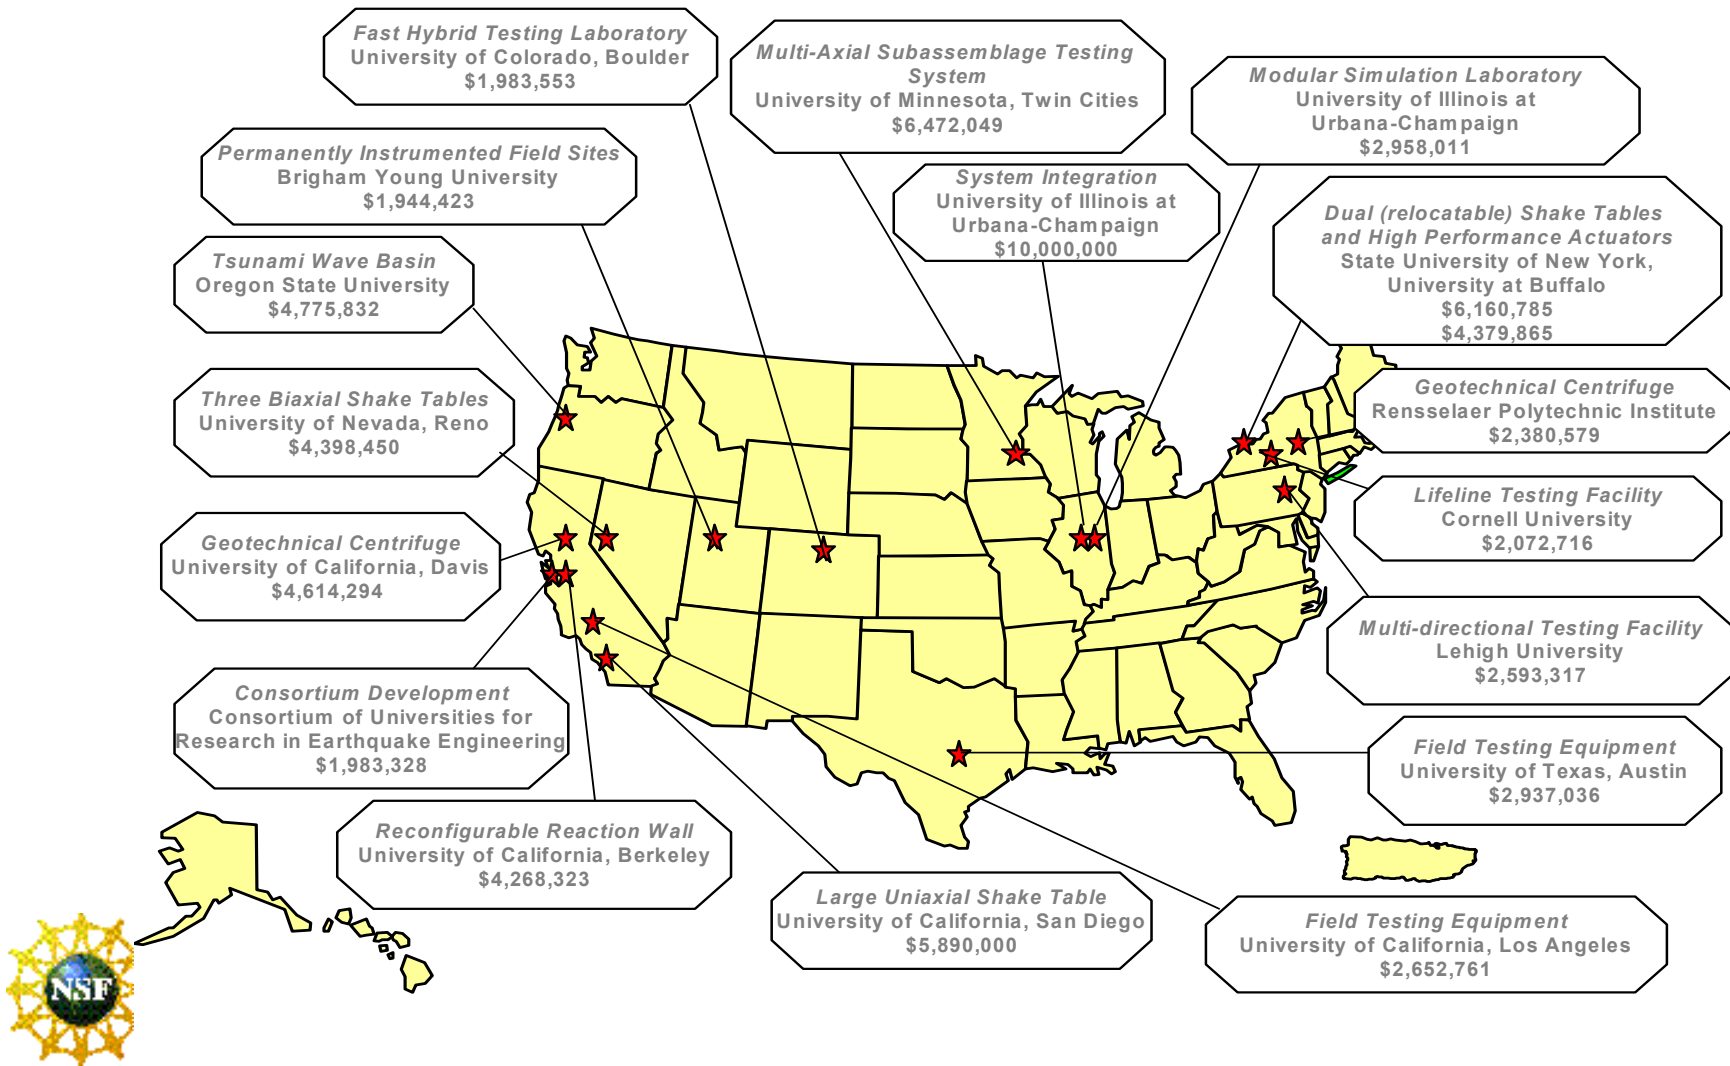 Fast Hybrid Testing Laboratory
University of Colorado, Boulder
$1,983,553
Multi-Axial Subassemblage Testing
System
University of Minnesota, Twin Cities
$6,472,049
Modular Simulation Laboratory
University of Illinois at
Urbana-Champaign
$2,958,011
Permanently Instrumented Field Sites
Brigham Young University
$1,944,423
System Integration
University of Illinois at
Urbana-Champaign
$10,000,000
Dual (relocatable) Shake Tables
and High Performance Actuators
State University of New York,
University at Buffalo
$6,160,785
$4,379,865
Tsunami Wave Basin
Oregon State University
$4,775,832
Three Biaxial Shake Tables
University of Nevada, Reno
$4,398,450
Geotechnical Centrifuge
Rensselaer Polytechnic Institute
$2,380,579
Lifeline Testing Facility
Cornell University
$2,072,716
Geotechnical Centrifuge
University of California, Davis
$4,614,294
Multi-directional Testing Facility
Lehigh University
$2,593,317
Consortium Development
Consortium of Universities for
Research in Earthquake Engineering
$1,983,328
Field Testing Equipment
University of Texas, Austin
$2,937,036
Reconfigurable Reaction Wall
University of California, Berkeley
$4,268,323
Large Uniaxial Shake Table
University of California, San Diego
$5,890,000
Field Testing Equipment
University of California, Los Angeles
$2,652,761
NSF